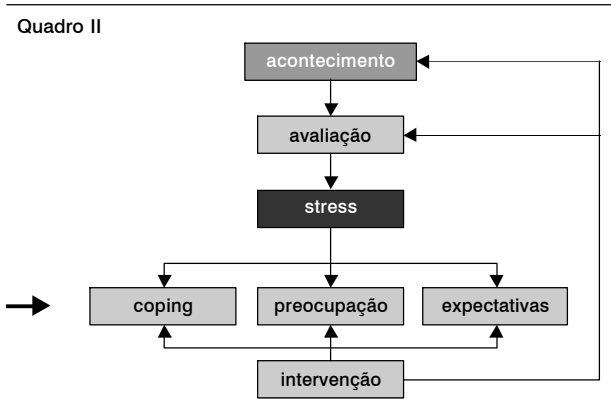 Quadro II
acontecimento
avaliação
stress
coping
preocupação
expectativas
intervenção